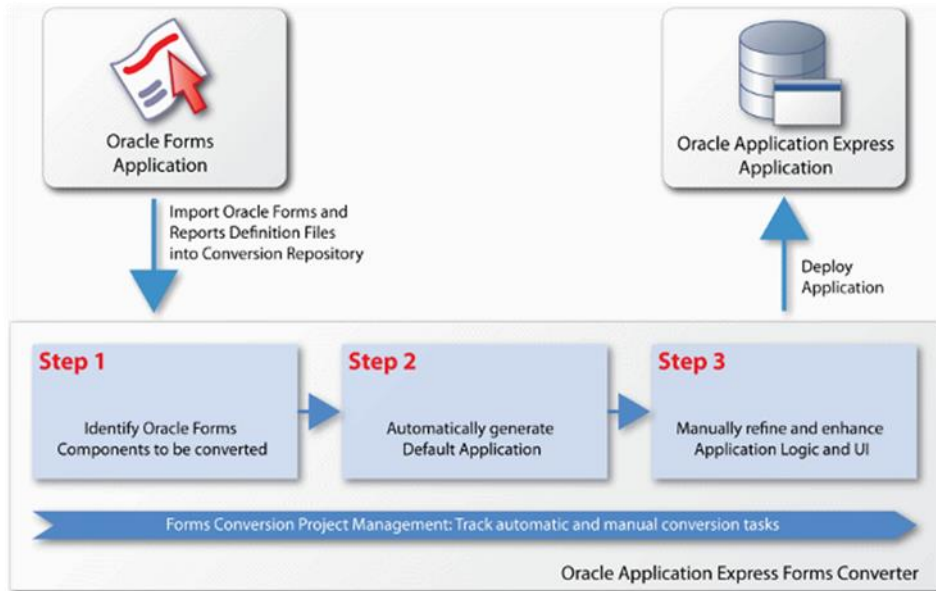 Oracle Forms
Application
Oracle Application Express
Application
Import Oracle Forms and
Reports Definition Files
into Conversion Repository
Deploy
Application
Step 1
Identify Oracle Forms
Components to be converted
Step 2
Automatically generate
Default Application
Step 3
Manually refine and enhance
Application Logic and UI
Forms Conversion Project Management: Track automatic and manual conversion tasks
Oracle Application Express Forms Converter